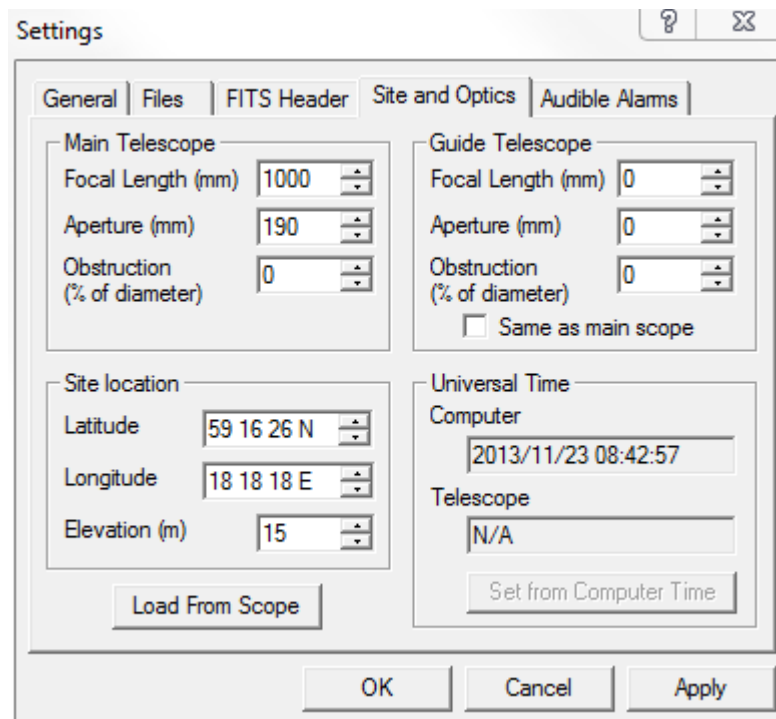 Settings
General Files FITS Header Site and Optics Audible Alarms
Main Telescope
Focal Length (mm) 1000
Aperture (mm) 190
Obstruction
(% of diameter) 0
Guide Telescope
Focal Length (mm) 0
Aperture (mm) 0
Obstruction
(% of diameter) 0
Same as main scope
Site location
Latitude 59 16 26 N
Longitude 18 18 18 E
Elevation (m) 15
Load From Scope
Universal Time
Computer
2013/11/23 08:42:57
Telescope
N/A
Set from Computer Time
OK Cancel Apply